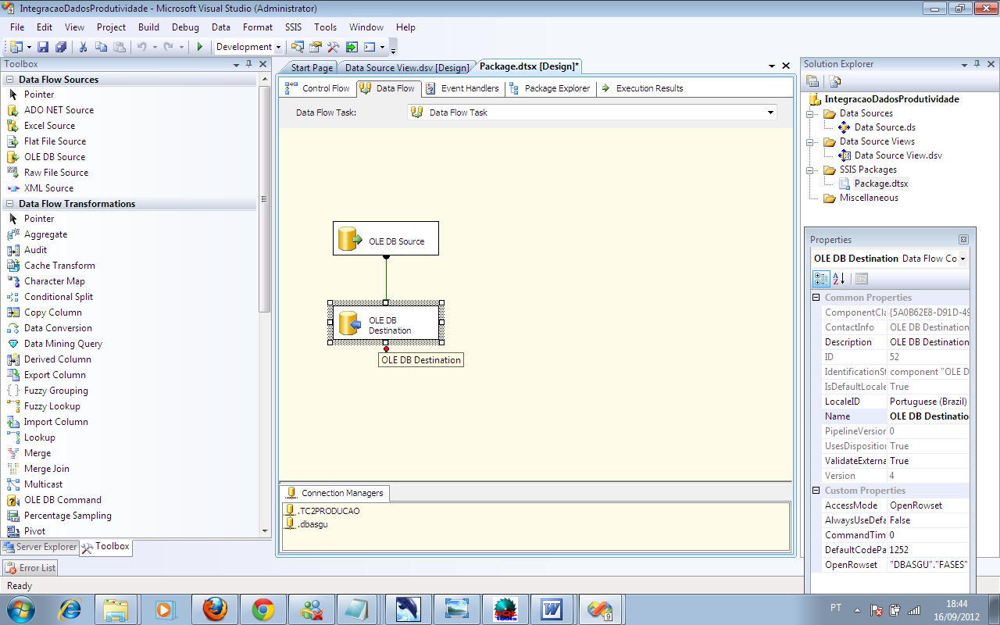 IntegracaoDadosProdutividade - Microsoft Visual Studio (Administrator)
File Edit View Project Build Debug Data Format SSIS Tools Window Help
Development
Toolbox
Data Flow Sources
Pointer
ADO NET Source
Excel Source
Flat File Source
OLE DB Source
Raw File Source
XML Source
Data Flow Transformations
Pointer
Aggregate
Audit
Cache Transform
Character Map
Conditional Split
Copy Column
Data Conversion
Data Mining Query
Derived Column
Export Column
Fuzzy Grouping
Fuzzy Lookup
Import Column
Lookup
Merge
Merge Join
Multicast
OLE DB Command
Percentage Sampling
Pivot
Server Explorer Toolbox
Error List
Ready
Start Page Data Source View.dsv [Design] Package.dtsx [Design]*
Control Flow Data Flow Event Handlers Package Explorer Execution Results
Data Flow Task: Data Flow Task
OLE DB Source
OLE DB
Destination
OLE DB Destination
Connection Managers
.TC2PRODUCAO
.dbasgu
Solution Explorer
IntegracaoDadosProdutividade
Data Sources
Data Source.ds
Data Source Views
Data Source View.dsv
SSIS Packages
Package.dtsx
Miscellaneous
Properties
OLE DB Destination Data Flow Co
Common Properties
ComponentCla {5A0B62E8-D91D-49
ContactInfo OLE DB Destination
Description OLE DB Destination
ID 52
IdentificationSt component "OLE D
IsDefaultLocale True
LocaleID Portuguese (Brazil)
Name OLE DB Destinatio
PipelineVersion 0
UsesDisposition True
ValidateExterna True
Version 4
Custom Properties
AccessMode OpenRowset
AlwaysUseDefa False
CommandTim 0
DefaultCodePa 1252
OpenRowset "DBASGU"."FASES"
PT
18:44
16/09/2012